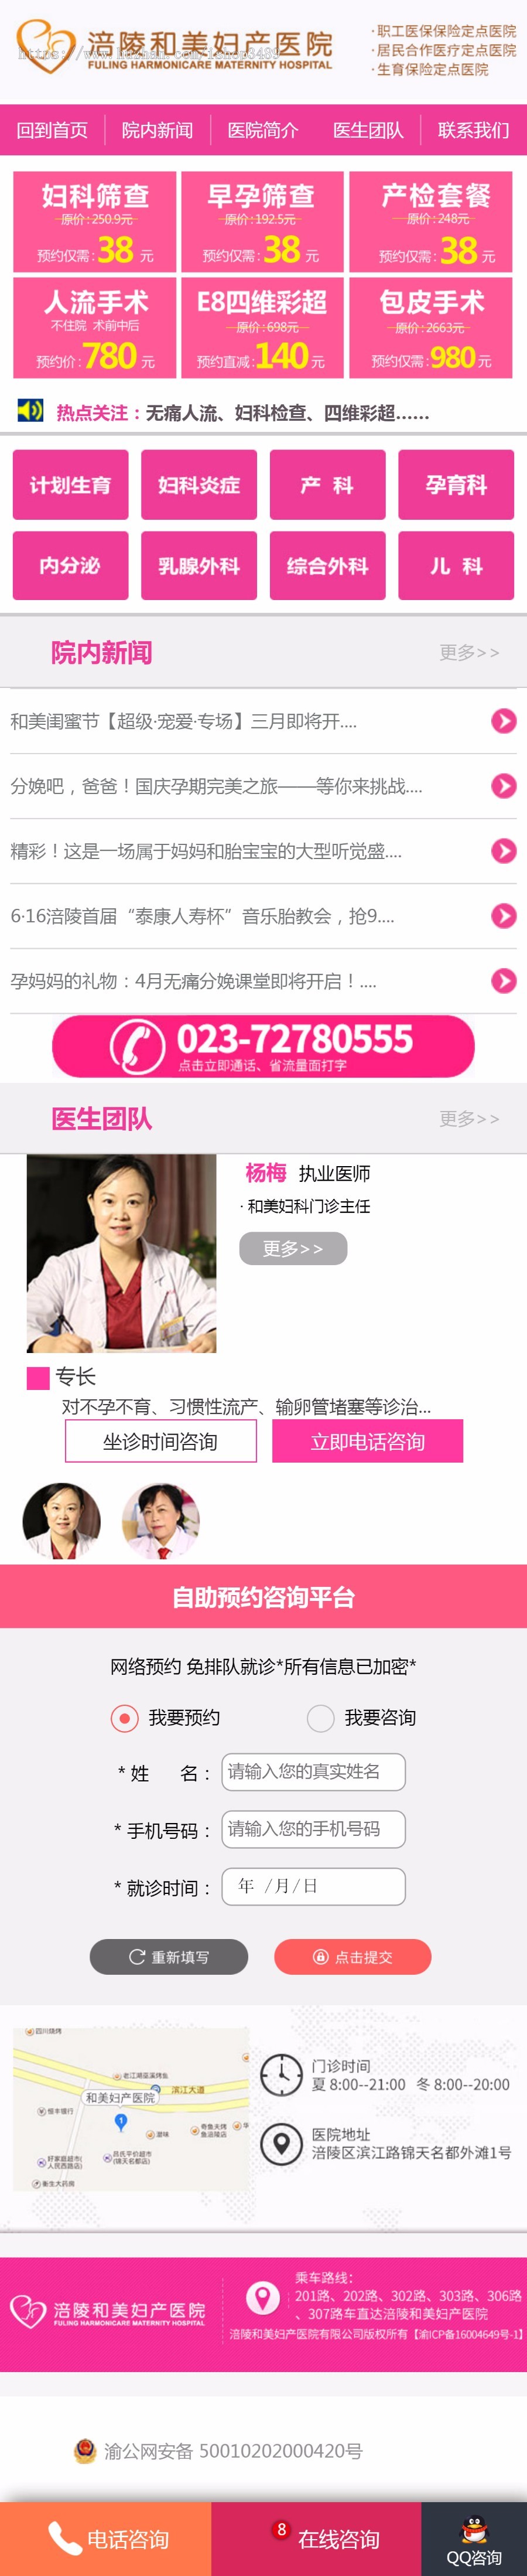 涪陵和美妇产医院
FULING HARMONICARE MATERNITY HOSPITAL
·职工医保保险定点医院
·居民合作医疗定点医院
·生育保险定点医院
回到首页 院内新闻 医院简介 医生团队 联系我们
妇科筛查 早孕筛查 产检套餐
原价:250.9元 原价:192.5元 原价:248元
预约仅需:38 元 预约仅需:38 元 预约仅需:38 元
人流手术 E8四维彩超 包皮手术
不住院 术前中后 原价:698元 原价:2663元
预约价:780 元 预约直减:140 元 预约仅需:980 元
热点关注：无痛人流、妇科检查、四维彩超......
计划生育 妇科炎症 产 科 孕育科
内分泌 乳腺外科 综合外科 儿 科
院内新闻 更多>>
和美闺蜜节【超级·宠爱·专场】三月即将开....
分娩吧，爸爸！国庆孕期完美之旅——等你来挑战....
精彩！这是一场属于妈妈和胎宝宝的大型听觉盛....
6·16涪陵首届“泰康人寿杯”音乐胎教会，抢9....
孕妈妈的礼物：4月无痛分娩课堂即将开启！....
023-72780555
点击立即通话、省流量面打字
医生团队 更多>>
杨梅 执业医师
· 和美妇科门诊主任
更多>>
专长
对不孕不育、习惯性流产、输卵管堵塞等诊治...
坐诊时间咨询 立即电话咨询
自助预约咨询平台
网络预约 免排队就诊*所有信息已加密*
我要预约 我要咨询
* 姓 名： 请输入您的真实姓名
* 手机号码： 请输入您的手机号码
* 就诊时间： 年 /月/日
重新填写 点击提交
四川烧烤
老江湖巫溪烤鱼
滨江大道
和美妇产医院
恒丰银行
1
滋味
奇鱼夫烤鱼涪陵店
好家庭超市(人民西路店)
吕氏平价超市(锦天名都店)
衡生大药房
门诊时间
夏 8:00--21:00 冬 8:00--20:00
医院地址
涪陵区滨江路锦天名都外滩1号
涪陵和美妇产医院
FULING HARMONICARE MATERNITY HOSPITAL
乘车路线：
201路、202路、302路、303路、306路
、307路车直达涪陵和美妇产医院
涪陵和美妇产医院有限公司版权所有【渝ICP备16004649号-1】
渝公网安备 50010202000420号
电话咨询 8 在线咨询 QQ咨询